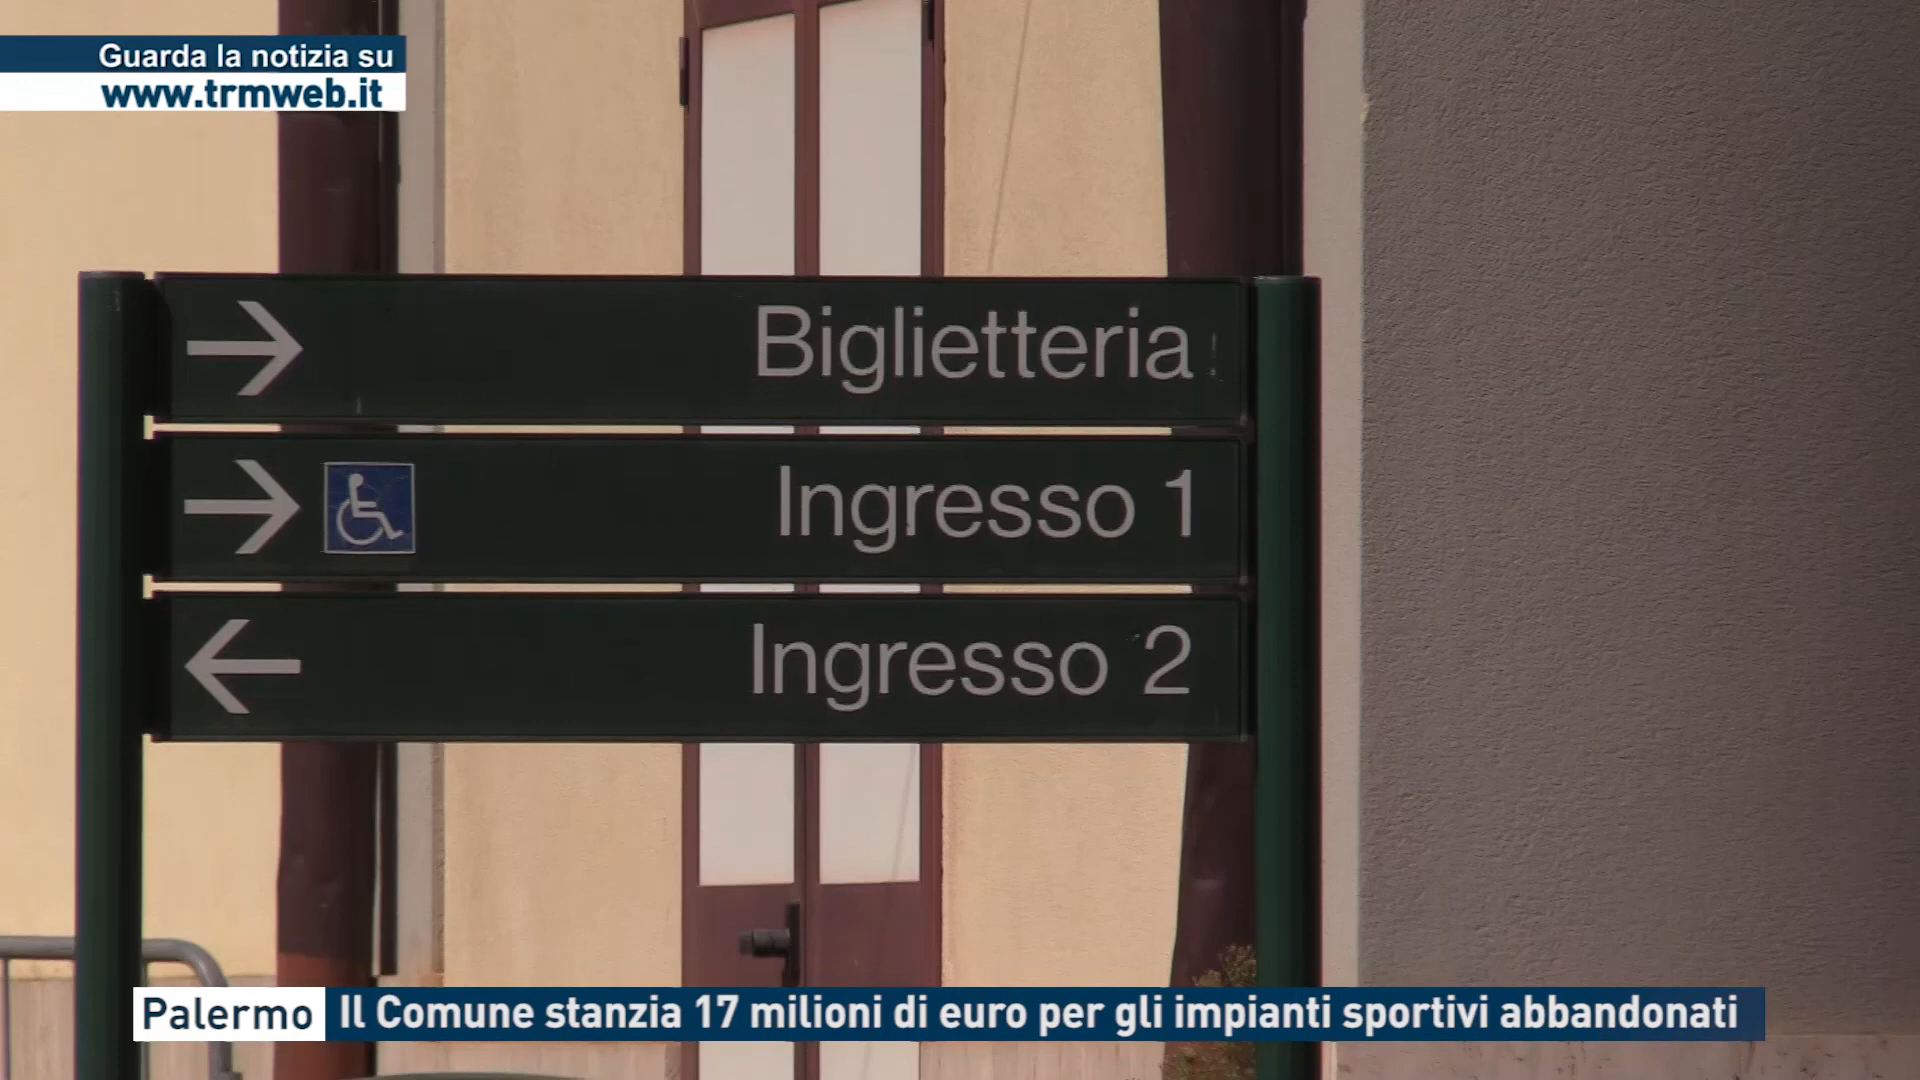 Guarda la notizia su
www.trmweb.it
Biglietteria
Ingresso 1
Ingresso 2
Palermo Il Comune stanzia 17 milioni di euro per gli impianti sportivi abbandonati